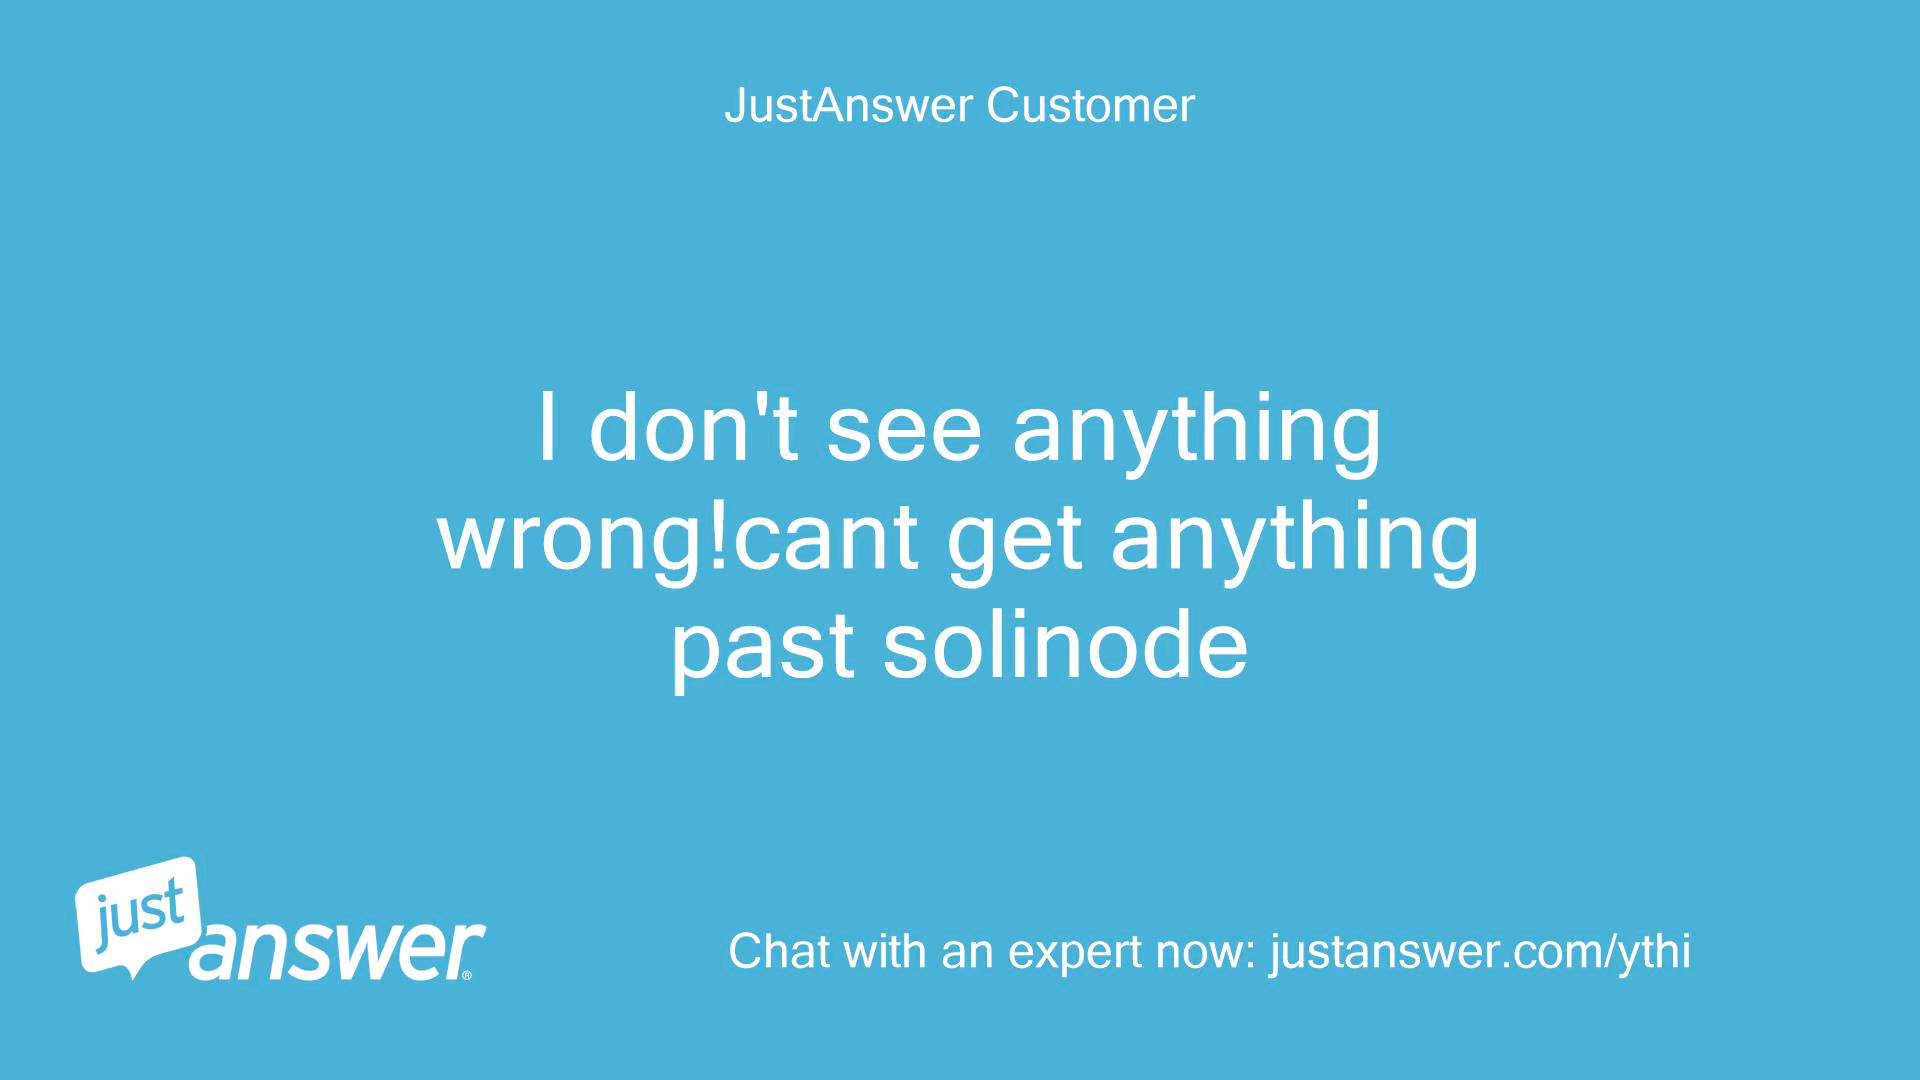 JustAnswer Customer
I don't see anything
wrong!cant get anything
past solinode
just
answer®
Chat with an expert now: justanswer.com/ythi